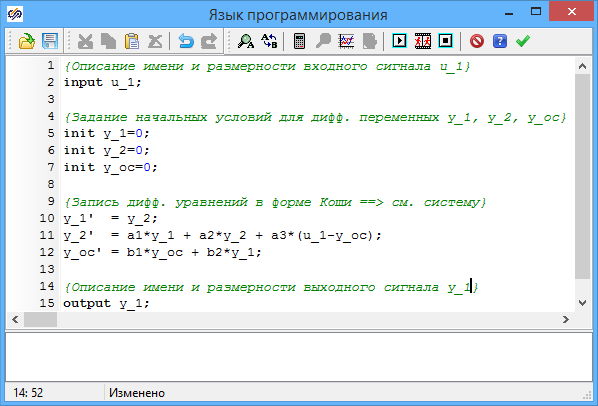 Язык программирования
1 {Описание имени и размерности входного сигнала u_1}
2 input u_1;
3
4 {Задание начальных условий для дифф. переменных y_1, y_2, y_oc}
5 init y_1=0;
6 init y_2=0;
7 init y_oc=0;
8
9 {Запись дифф. уравнений в форме Коши ==> см. систему}
10 y_1'  = y_2;
11 y_2'  = a1*y_1 + a2*y_2 + a3*(u_1-y_oc);
12 y_oc' = b1*y_oc + b2*y_1;
13
14 {Описание имени и размерности выходного сигнала y_1}
15 output y_1;
14: 52 Изменено